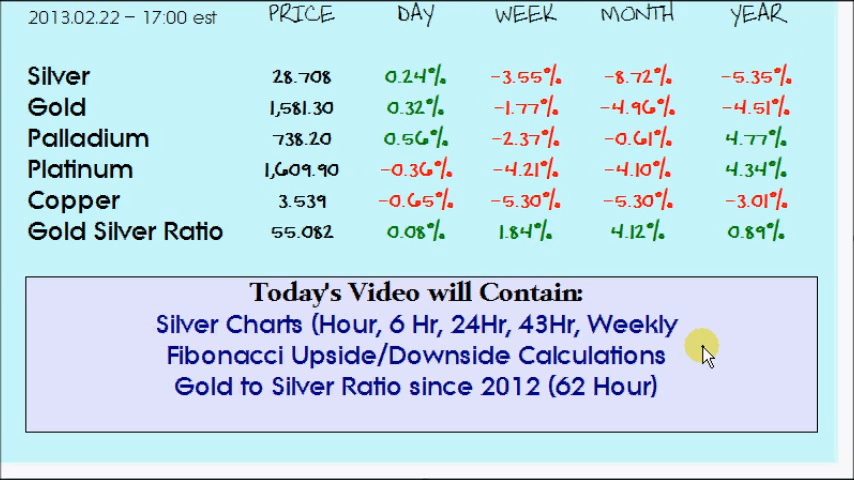 2013.02.22 – 17:00 est PRICE DAY WEEK MONTH YEAR
Silver 28.708 0.24% -3.55% -8.72% -5.35%
Gold 1,581.30 0.32% -1.77% -4.96% -4.51%
Palladium 738.20 0.56% -2.37% -0.61% 4.77%
Platinum 1,609.90 -0.36% -4.21% -4.10% 4.34%
Copper 3.539 -0.65% -5.30% -5.30% -3.01%
Gold Silver Ratio 55.082 0.08% 1.84% 4.12% 0.89%
Today's Video will Contain:
Silver Charts (Hour, 6 Hr, 24Hr, 43Hr, Weekly
Fibonacci Upside/Downside Calculations
Gold to Silver Ratio since 2012 (62 Hour)